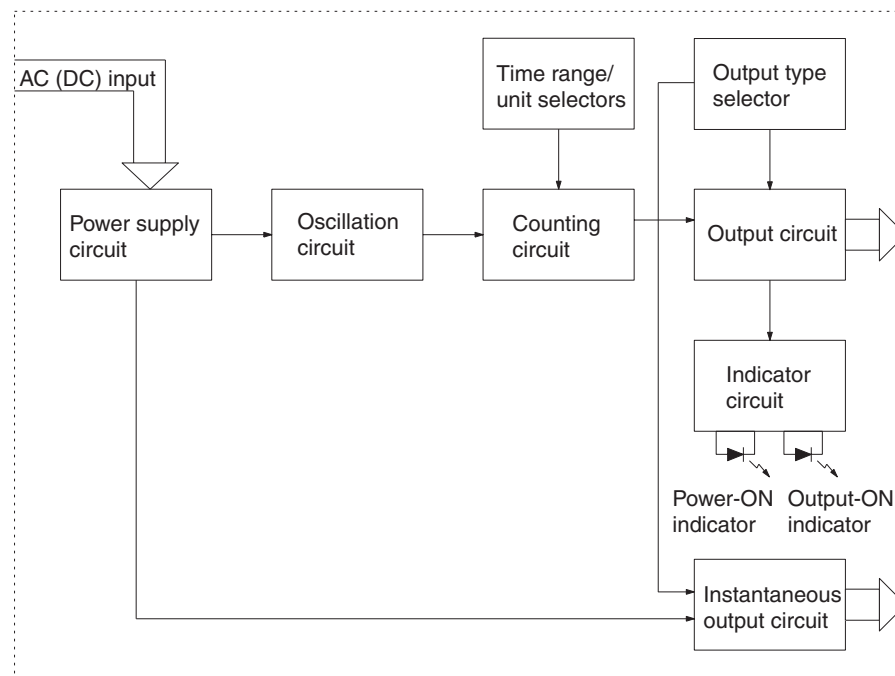 AC (DC) input
Time range/
unit selectors
Output type
selector
Power supply
circuit
Oscillation
circuit
Counting
circuit
Output circuit
Indicator
circuit
Power-ON
indicator
Output-ON
indicator
Instantaneous
output circuit